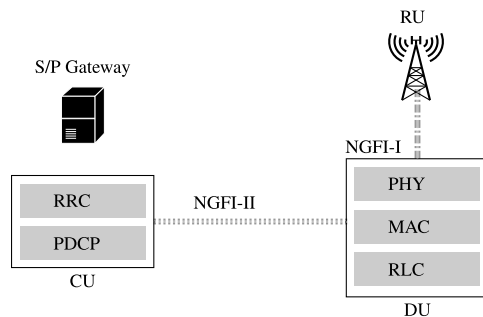 RU
S/P Gateway
NGFI-I
RRC
PDCP
CU
NGFI-II
PHY
MAC
RLC
DU